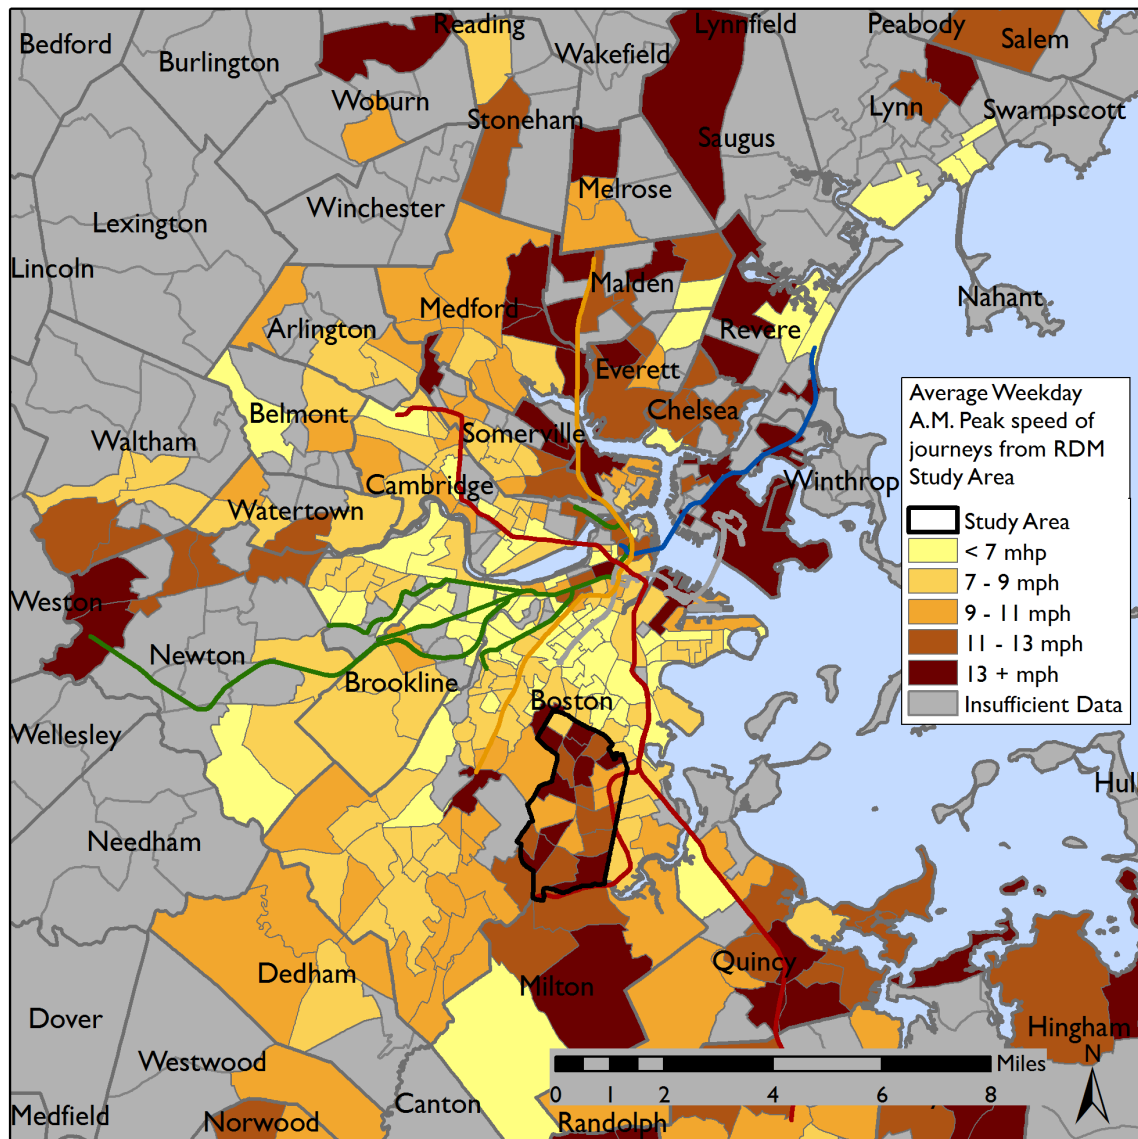 Reading
Lynnfield
Peabody
Bedford
Salem
Wakefield
Burlington
Woburn
Lynn
Swampscott
Stoneham
Saugus
Melrose
Winchester
Lexington
Lincoln
Malden
Nahant
Medford
Arlington
Revere
Everett
Belmont
Chelsea
Waltham
Somerville
Cambridge
Winthrop
Watertown
Weston
Newton
Brookline
Boston
Wellesley
Needham
Hul
Dedham
Milton
Quincy
Dover
Hingham
Westwood
Canton
Medfield
Norwood
Randolph
Average Weekday
A.M. Peak speed of
journeys from RDM
Study Area
Study Area
< 7 mhp
7 - 9 mph
9 - 11 mph
11 - 13 mph
13 + mph
Insufficient Data
N
Miles
0 1 2 4 6 8